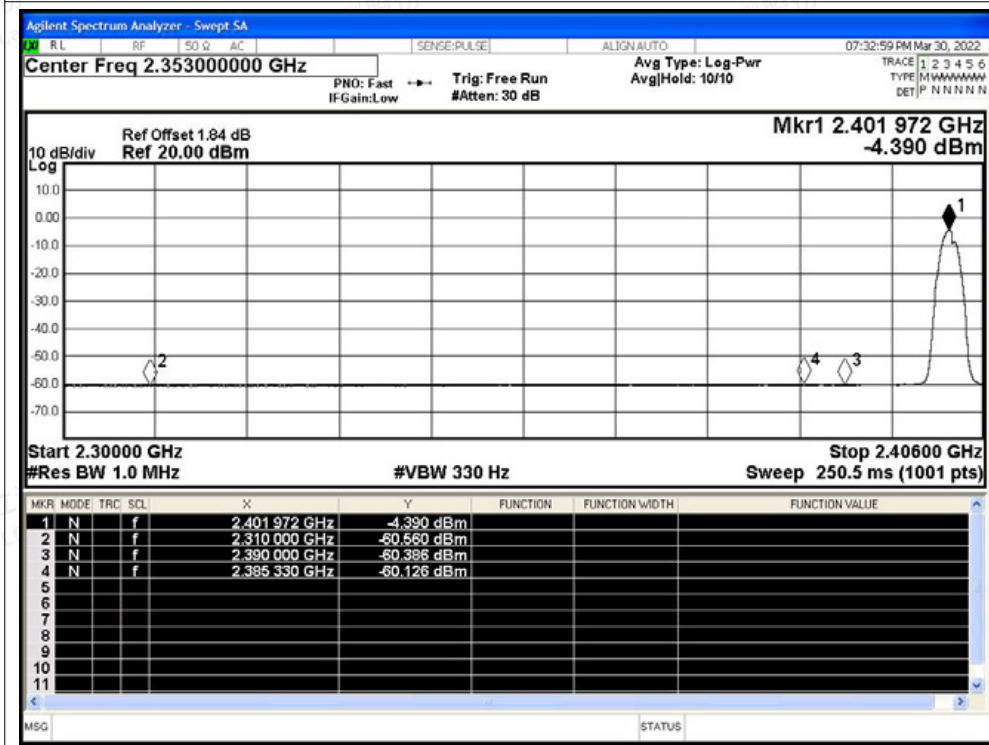 Agilent Spectrum Analyzer - Swept SA
RL RF 50 Ω AC SENSE:PULSE ALIGN AUTO 07:32:59 PM Mar 30, 2022
Center Freq 2.353000000 GHz
PNO: Fast Trig: Free Run Avg Type: Log-Pwr TRACE 1 2 3 4 5 6
IFGain:Low #Atten: 30 dB Avg|Hold: 10/10 TYPE MWWWWW
DET P N N N N N
Ref Offset 1.84 dB Mkr1 2.401 972 GHz
10 dB/div Ref 20.00 dBm -4.390 dBm
Log
10.0
0.00
-10.0
-20.0
-30.0
-40.0
-50.0
-60.0
-70.0
1
2
4
3
Start 2.30000 GHz Stop 2.40600 GHz
#Res BW 1.0 MHz #VBW 330 Hz Sweep 250.5 ms (1001 pts)
MKR MODE TRC SCL X Y FUNCTION FUNCTION WIDTH FUNCTION VALUE
1 N f 2.401 972 GHz -4.390 dBm
2 N f 2.310 000 GHz -60.560 dBm
3 N f 2.390 000 GHz -60.386 dBm
4 N f 2.385 330 GHz -60.126 dBm
5
6
7
8
9
10
11
MSG STATUS